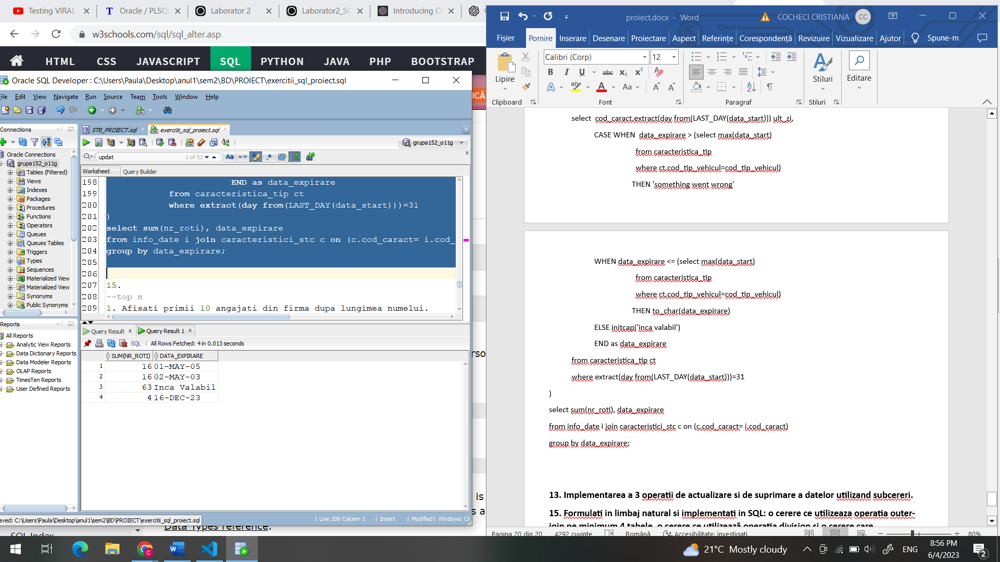 Testing VIRAL
Oracle / PLSQ
Laborator 2
Laborator2_SQ
Introducing Ch
w3schools.com/sql/sql_alter.asp
HTML CSS JAVASCRIPT SQL PYTHON JAVA PHP BOOTSTRAP
Oracle SQL Developer : C:\Users\Paula\Desktop\anul1\sem2\BD\PROIECT\exercitii_sql_proiect.sql
ile Edit View Navigate Run Source Team Tools Window Help
Connections
STB_PROIECT.sql
exercitii_sql_proiect.sql
grupa152_o11g
updat
1 of 52
Worksheet Query Builder
Oracle Connections
grupa152_o11g
Tables (Filtered)
Views
Indexes
Packages
Procedures
Functions
Operators
Queues
Queues Tables
Triggers
Types
Sequences
Materialized View
Materialized View
Synonyms
Public Synonyms
198 END as data_expirare
199 from caracteristica_tip ct
200 where extract(day from(LAST_DAY(data_start)))=31
201 )
202 select sum(nr_roti), data_expirare
203 from info_date i join caracteristici_stc c on (c.cod_caract= i.cod_
204 group by data_expirare;
205
206
207 15.
208 --top n
209 1. Afisati primii 10 angajati din firma dupa lungimea numelui.
Reports
All Reports
Analytic View Reports
Data Dictionary Reports
Data Modeler Reports
OLAP Reports
TimesTen Reports
User Defined Reports
Query Result
Query Result 1
SQL | All Rows Fetched: 4 in 0.013 seconds
SUM(NR_ROTI) DATA_EXPIRARE
1 16 01-MAY-05
2 16 02-MAY-03
3 63 Inca Valabil
4 4 16-DEC-23
aved: C:\Users\Paula\Desktop\anul1\sem2\BD\PROIECT\exercitii_sql_proiect.sql
| Line 206 Column 1 | Insert | Modified | Windows: CF
ICĂ
rso
is
s a
SQL Index
Data Types reference.
proiect.docx - Word
COCHECI CRISTIANA
CC
Fișier Pornire Inserare Desenare Proiectare Aspect Referințe Corespondență Revizuire Vizualizare Ajutor Spune-m
Lipire
Calibri (Corp) 12
Stiluri
Editare
Clipboard Font Paragraf Stiluri
select cod_caract,extract(day from(LAST_DAY(data_start))) ult_zi,
CASE WHEN data_expirare > (select max(data_start)
from caracteristica_tip
where ct.cod_tip_vehicul=cod_tip_vehicul)
THEN 'something went wrong'
WHEN data_expirare <= (select max(data_start)
from caracteristica_tip
where ct.cod_tip_vehicul=cod_tip_vehicul)
THEN to_char(data_expirare)
ELSE initcap('inca valabil')
END as data_expirare
from caracteristica_tip ct
where extract(day from(LAST_DAY(data_start)))=31
)
select sum(nr_roti), data_expirare
from info_date i join caracteristici_stc c on (c.cod_caract= i.cod_caract)
group by data_expirare;
13. Implementarea a 3 operatii de actualizare si de suprimare a datelor utilizand subcereri.
15. Formulati in limbaj natural si implementati in SQL: o cerere ce utilizeaza operatia outer-
join pe minimum 4 tabele, o cerere ce utilizează operatia division si o cerere care
Pagina 20 din 20 4292 cuvinte Română Accesibilitate: investigați 80%
21°C Mostly cloudy
ENG
8:56 PM
6/4/2023
2